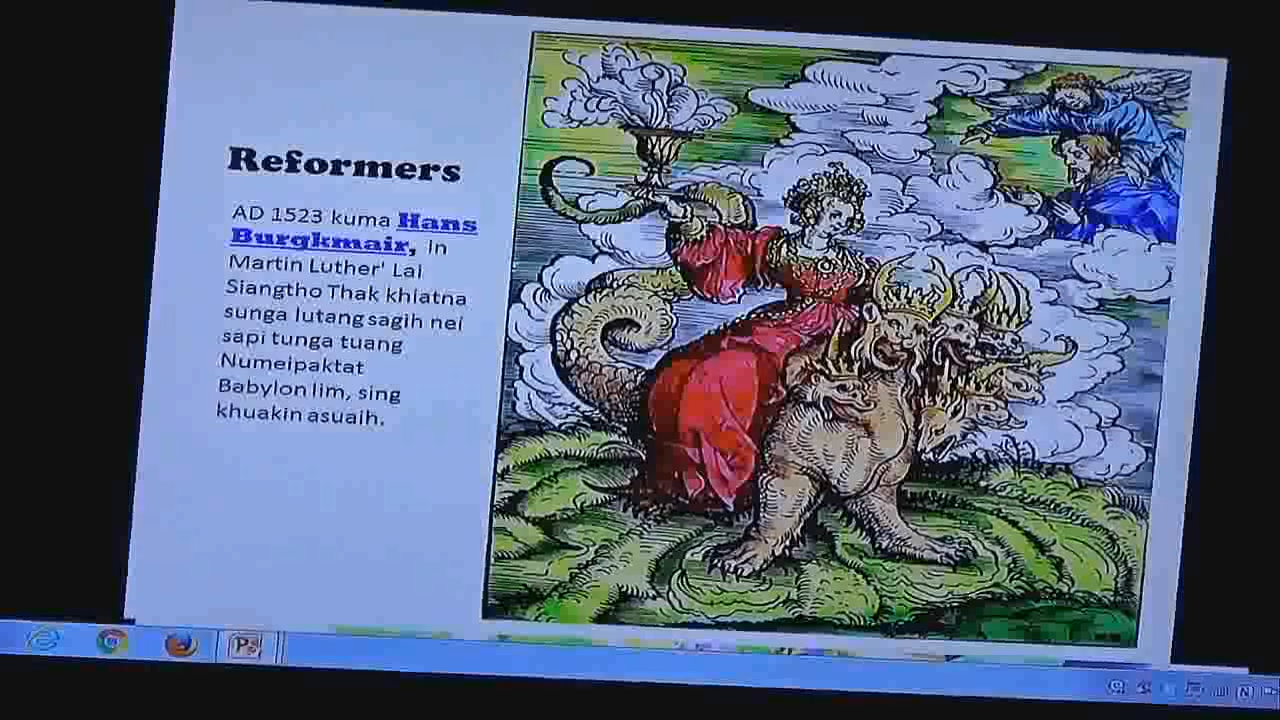 Reformers
AD 1523 kuma Hans
Burgkmair, in
Martin Luther' Lai
Siangtho Thak khiatna
sunga lutang sagih nei
sapi tunga tuang
Numeipaktat
Babylon lim, sing
khuakin asuaih.